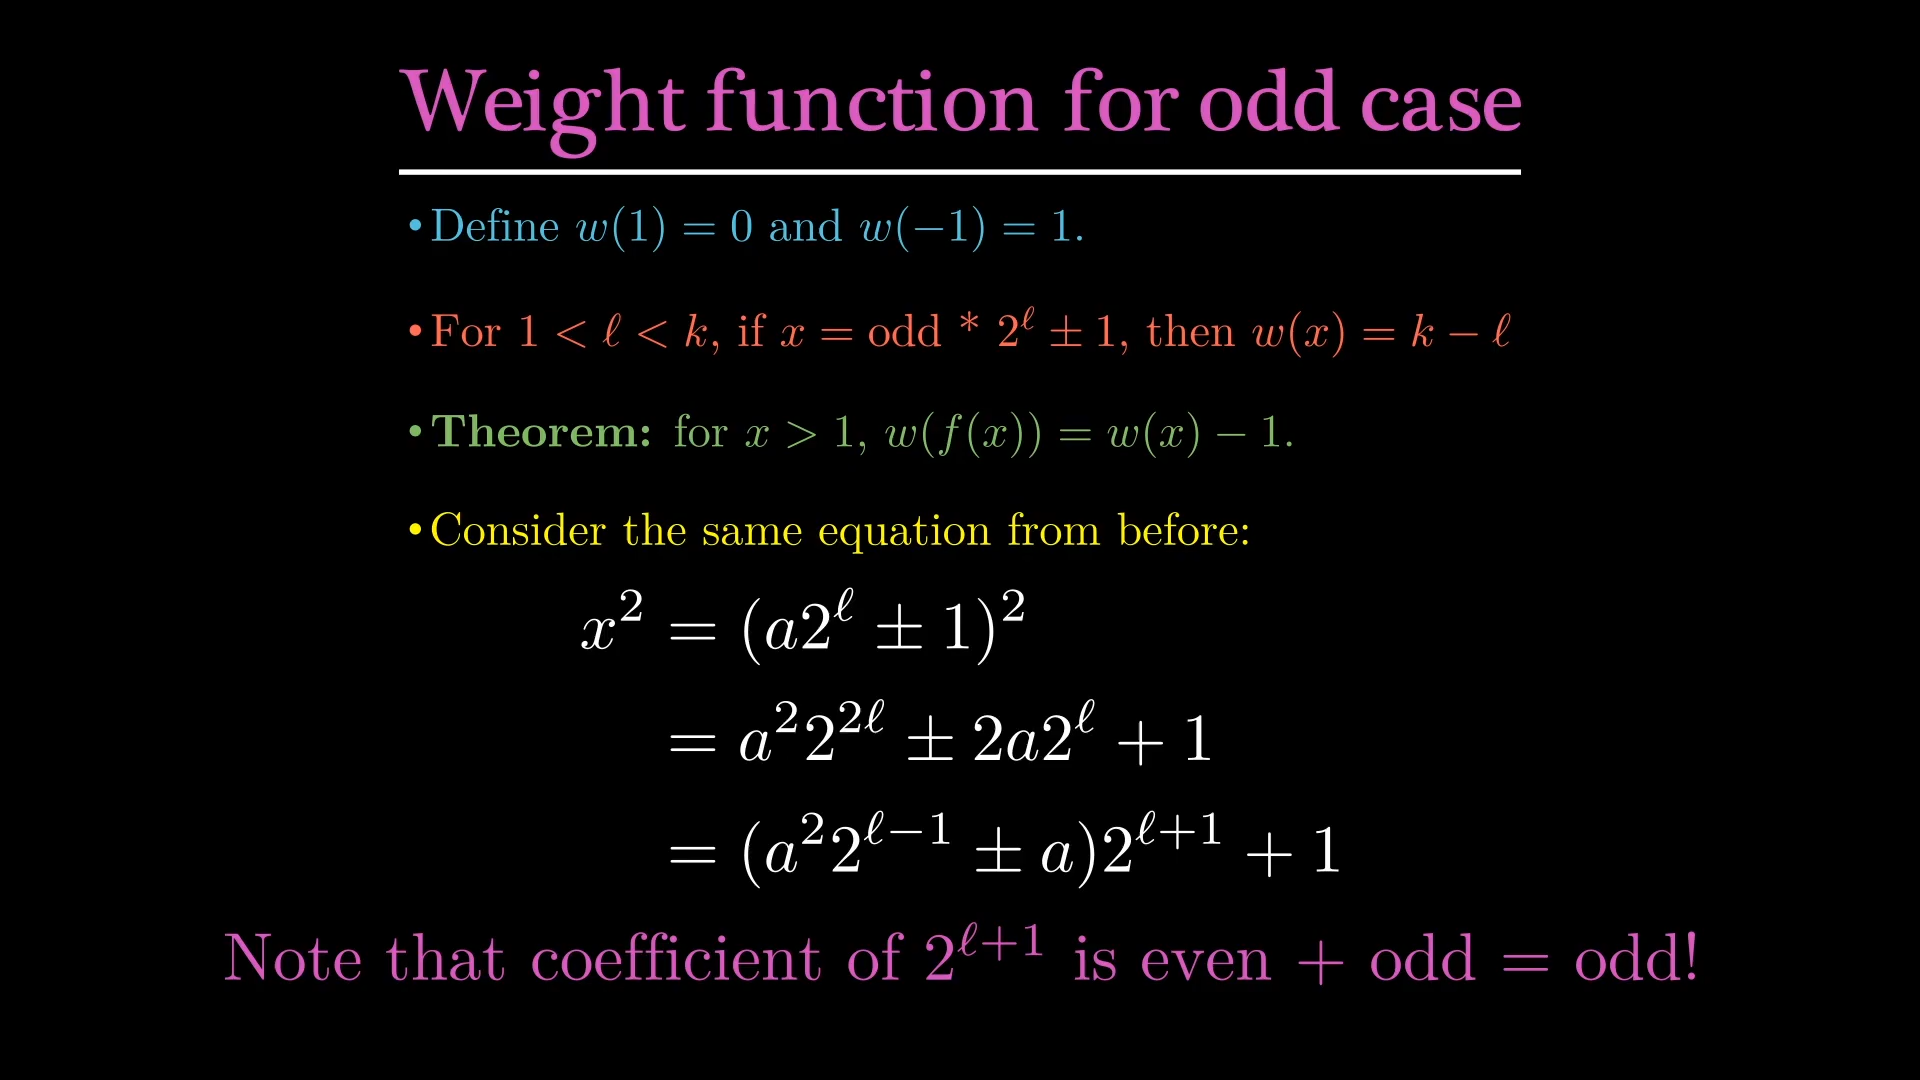 Weight function for odd case
• Define w(1) = 0 and w(−1) = 1.
• For 1 < ℓ < k, if x = odd * 2^ℓ ± 1, then w(x) = k − ℓ
• Theorem: for x > 1, w(f(x)) = w(x) − 1.
• Consider the same equation from before:
x² = (a2^ℓ ± 1)²
= a²2^{2ℓ} ± 2a2^ℓ + 1
= (a²2^{ℓ−1} ± a)2^{ℓ+1} + 1
Note that coefficient of 2^{ℓ+1} is even + odd = odd!